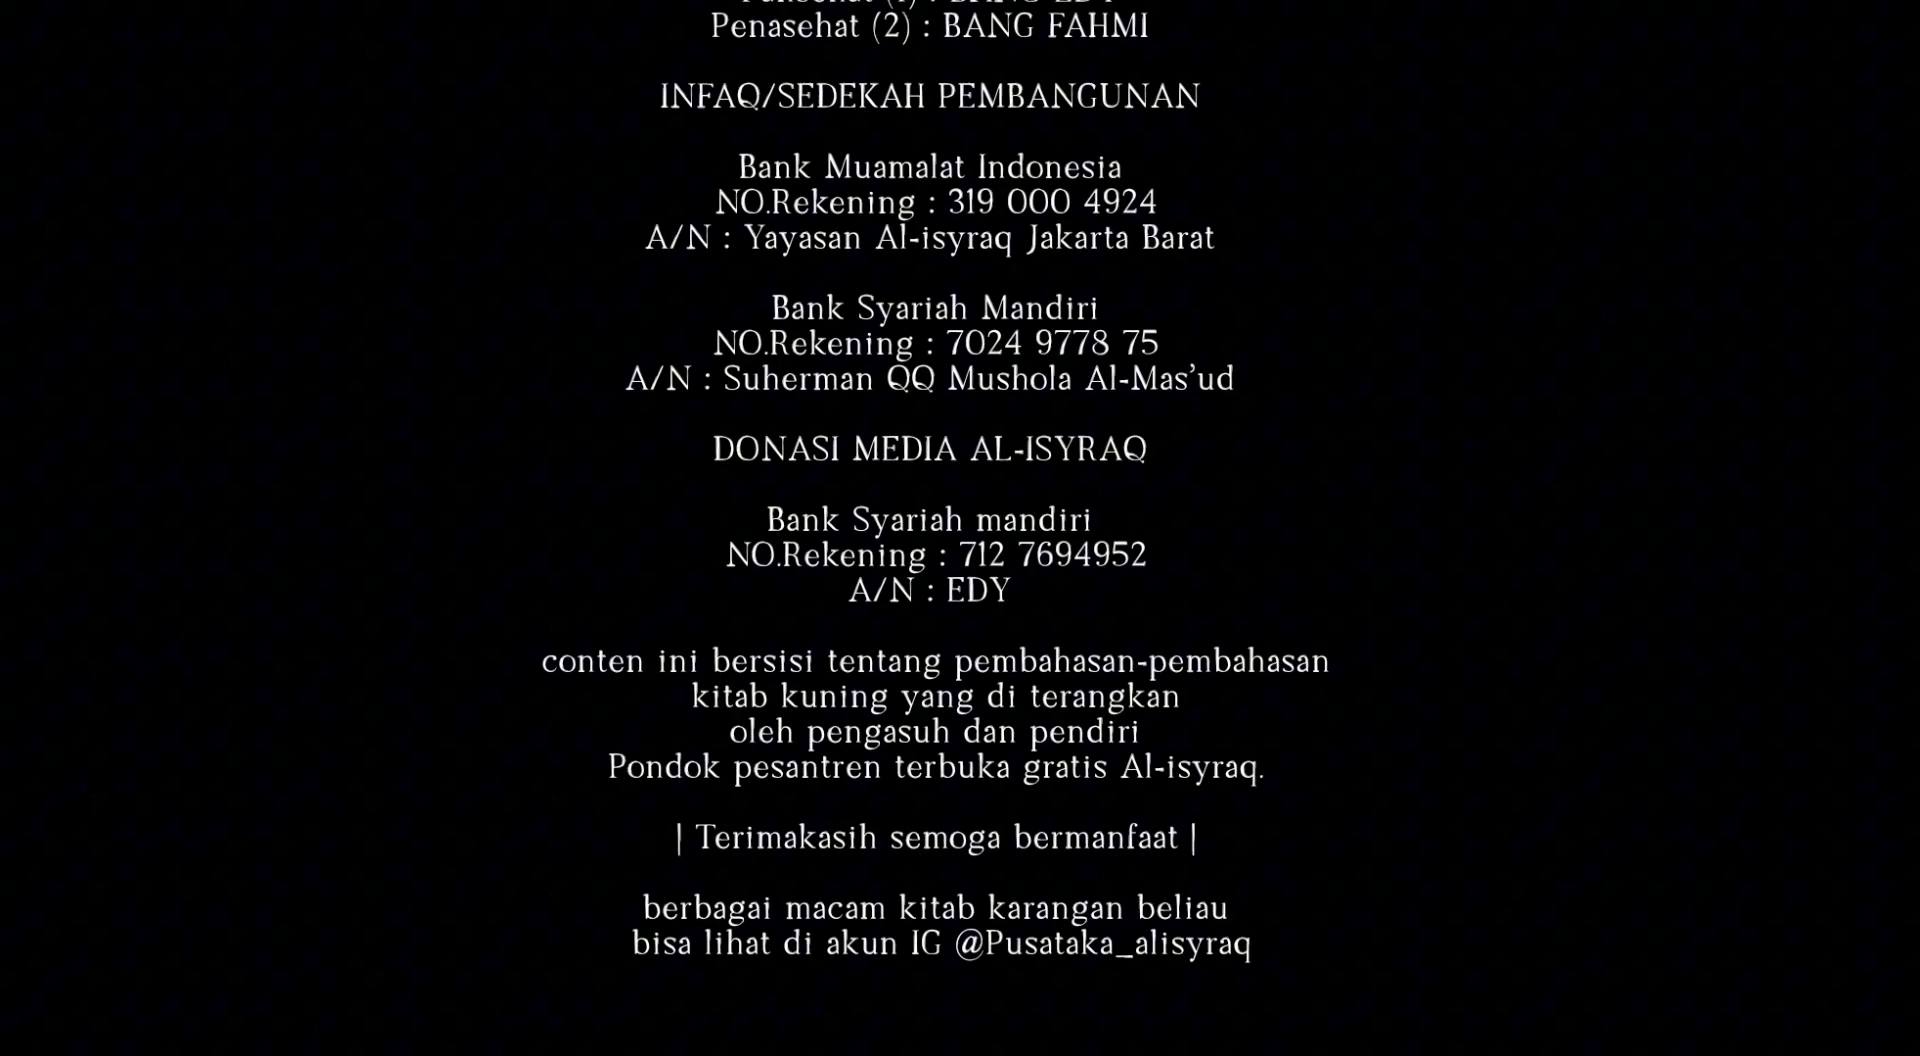 Penasehat (2) : BANG FAHMI
INFAQ/SEDEKAH PEMBANGUNAN
Bank Muamalat Indonesia
NO.Rekening : 319 000 4924
A/N : Yayasan Al-isyraq Jakarta Barat
Bank Syariah Mandiri
NO.Rekening : 7024 9778 75
A/N : Suherman QQ Mushola Al-Mas’ud
DONASI MEDIA AL-ISYRAQ
Bank Syariah mandiri
NO.Rekening : 712 7694952
A/N : EDY
conten ini bersisi tentang pembahasan-pembahasan
kitab kuning yang di terangkan
oleh pengasuh dan pendiri
Pondok pesantren terbuka gratis Al-isyraq.
| Terimakasih semoga bermanfaat |
berbagai macam kitab karangan beliau
bisa lihat di akun IG @Pusataka_alisyraq